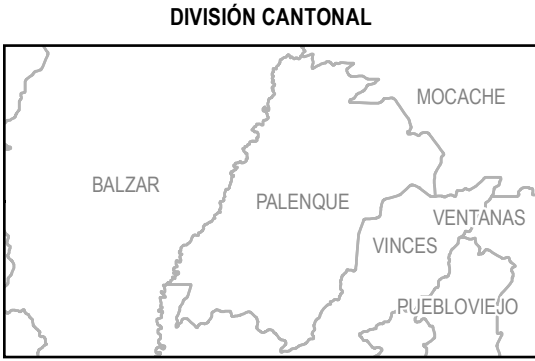 DIVISIÓN CANTONAL
MOCACHE
BALZAR
PALENQUE
VENTANAS
VINCES
PUEBLOVIEJO